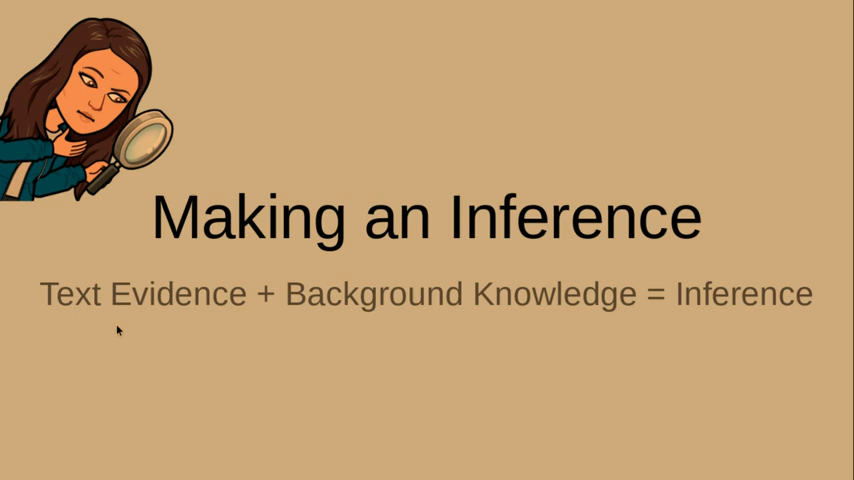 Making an Inference
Text Evidence + Background Knowledge = Inference